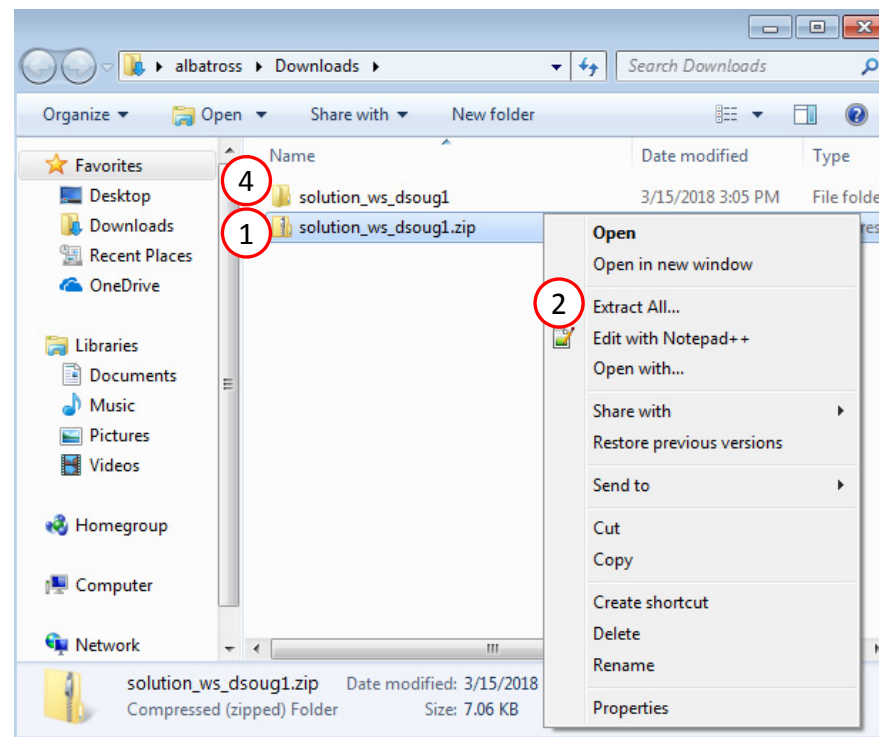 albatross Downloads
Search Downloads
Organize Open Share with New folder
Name Date modified Type
Favorites
Desktop
Downloads
Recent Places
OneDrive
Libraries
Documents
Music
Pictures
Videos
Homegroup
Computer
Network
4 solution_ws_dsoug1 3/15/2018 3:05 PM File folde
1 solution_ws_dsoug1.zip res
Open
Open in new window
2 Extract All...
Edit with Notepad++
Open with...
Share with
Restore previous versions
Send to
Cut
Copy
Create shortcut
Delete
Rename
Properties
solution_ws_dsoug1.zip Date modified: 3/15/2018
Compressed (zipped) Folder Size: 7.06 KB